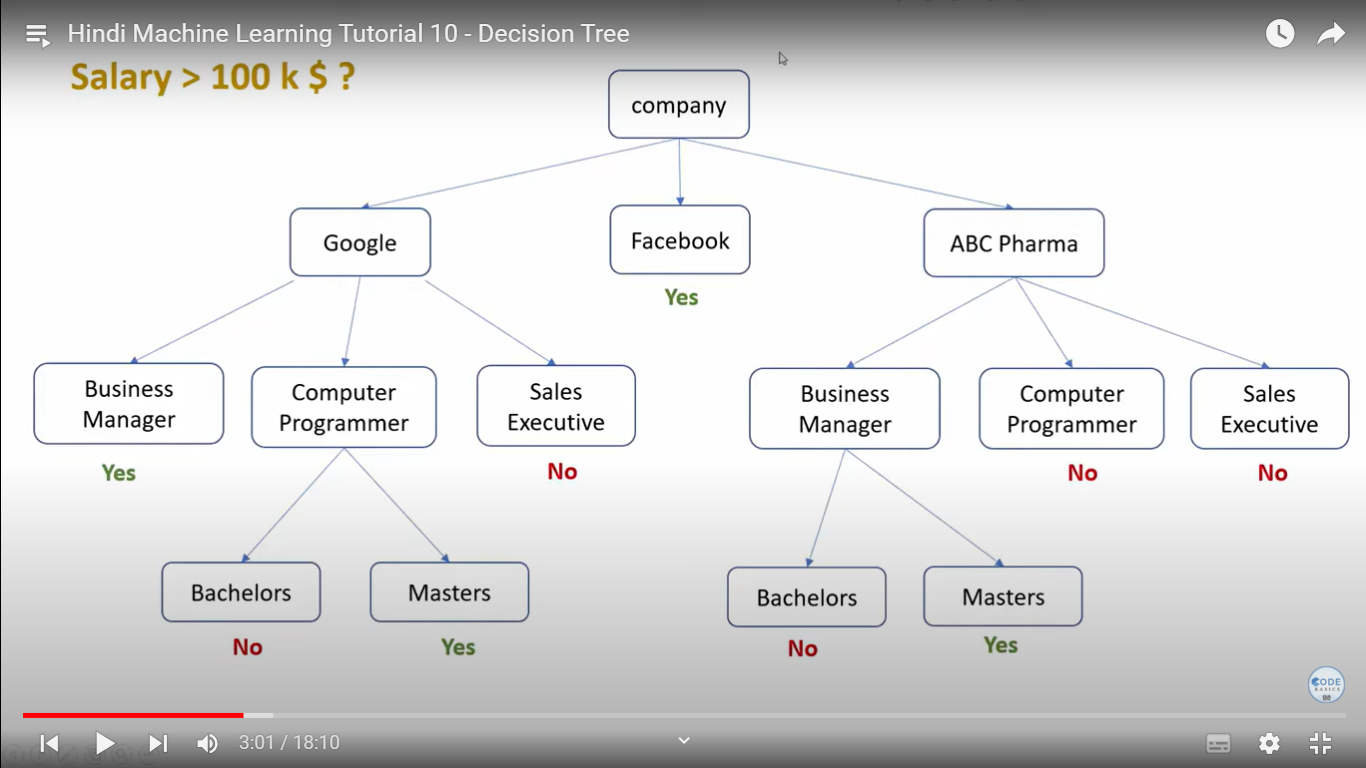 Hindi Machine Learning Tutorial 10 - Decision Tree
Salary > 100 k $ ?
company
Google
Facebook
ABC Pharma
Yes
Business
Manager
Computer
Programmer
Sales
Executive
Business
Manager
Computer
Programmer
Sales
Executive
Yes
No
No
No
Bachelors
Masters
Bachelors
Masters
No
Yes
No
Yes
CODE
BASICS
3:01 / 18:10